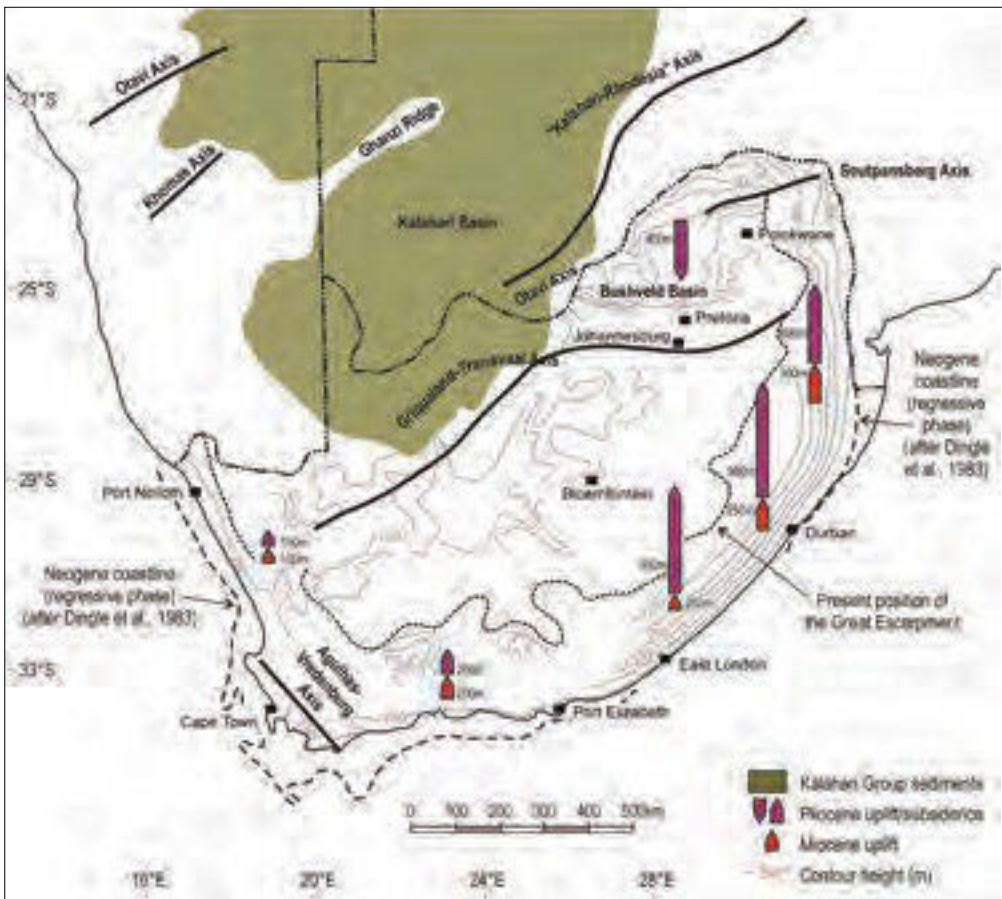 21°S
25°S
29°S
33°S
Otavi Axis
Khomas Axis
Ghanzi Ridge
"Kalahari-Rhodesia" Axis
Kalahari Basin
Soutpansberg Axis
Polokwane
Otavi Axis
Bushveld Basin
Pretoria
Johannesburg
Griqualand-Transvaal Axis
Neogene
coastline
(regressive
phase)
(after Dingle
et al., 1983)
Port Nolloth
Bloemfontein
Durban
Neogene coastline
(regressive phase)
(after Dingle et al., 1983)
Present position of
the Great Escarpment
Agulhas-
Vredenburg
Axis
East London
Cape Town
Port Elizabeth
0 100 200 300 400 500km
Kalahari Group sediments
Pliocene uplift/subsidence
Miocene uplift
Contour height (m)
20°E
24°E
28°E